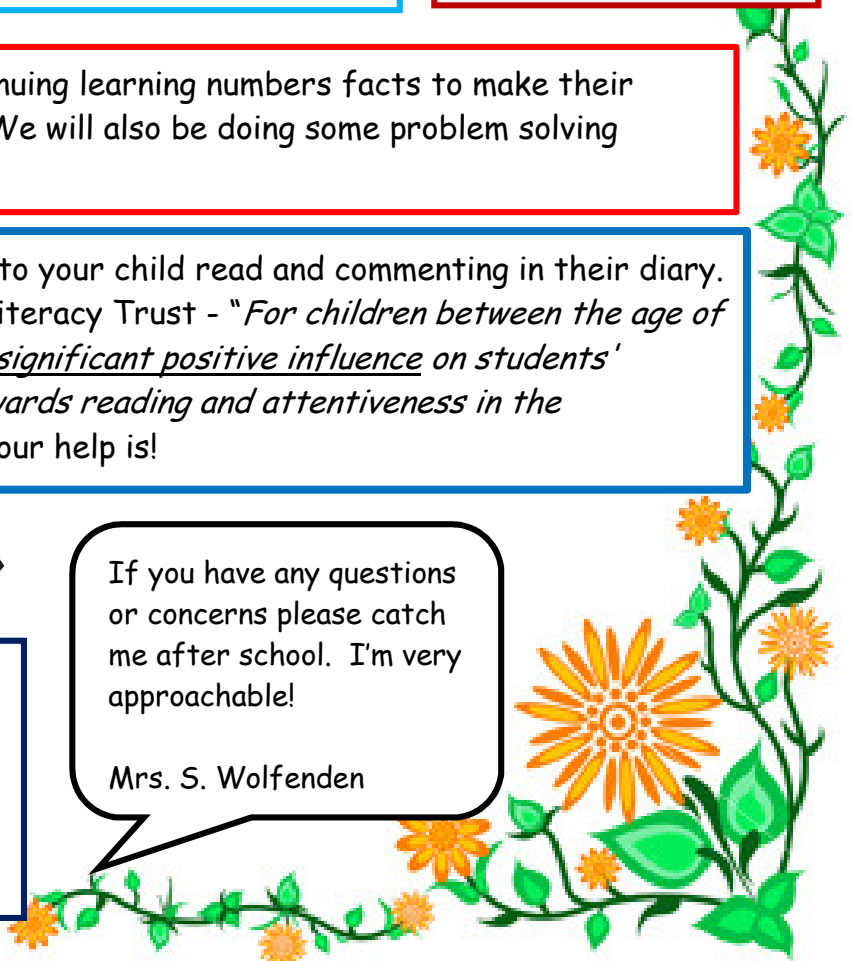 nuing learning numbers facts to make their
We will also be doing some problem solving
to your child read and commenting in their diary.
iteracy Trust - “For children between the age of
significant positive influence on students’
wards reading and attentiveness in the
our help is!
If you have any questions
or concerns please catch
me after school.  I’m very
approachable!
Mrs. S. Wolfenden